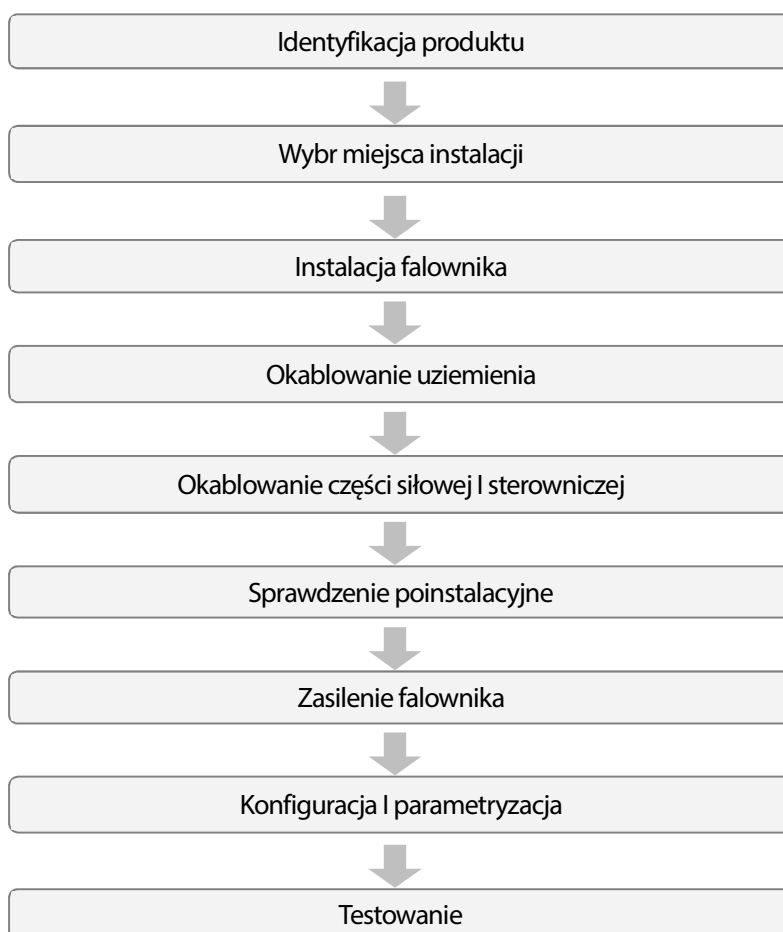 Identyfikacja produktu
Wybr miejsca instalacji
Instalacja falownika
Okablowanie uziemienia
Okablowanie części siłowej I sterowniczej
Sprawdzenie poinstalacyjne
Zasilenie falownika
Konfiguracja I parametryzacja
Testowanie